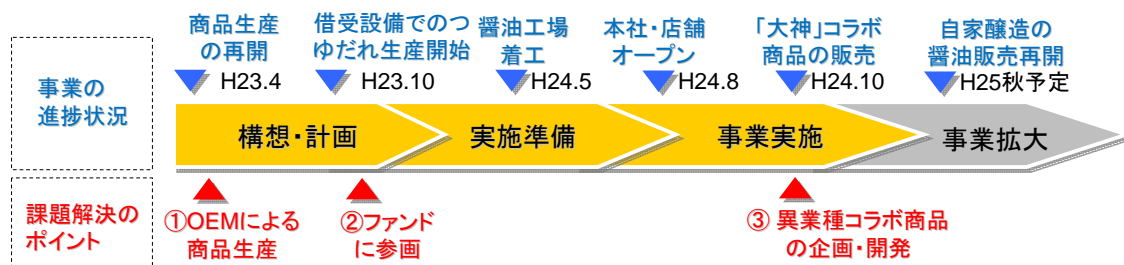 商品生産
の再開
借受設備でのつ
ゆだれ生産開始
醤油工場
着工
本社・店舗
オープン
「大神」コラボ
商品の販売
自家醸造の
醤油販売再開
事業の
進捗状況
H23.4
H23.10
H24.5
H24.8
H24.10
H25秋予定
構想・計画
実施準備
事業実施
事業拡大
課題解決の
ポイント
①OEMによる
商品生産
②ファンド
に参画
③ 異業種コラボ商品
の企画・開発